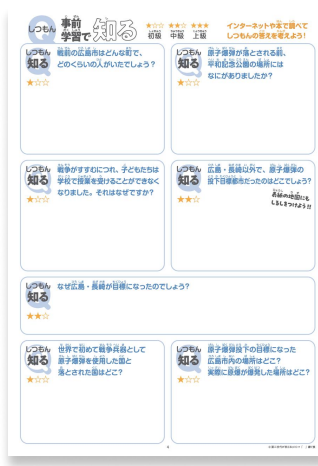 しつもん
事前
学習で 知る
★☆☆ ★★☆ ★★★
初級 中級 上級
インターネットや本で調べて
しつもんの答えを考えよう!
しつもん
知る
★☆☆
戦前の広島市はどんな町で、
どのくらいの人がいたでしょう?
しつもん
知る
★☆☆
原子爆弾が落とされる前、
平和記念公園の場所には
なにがありましたか?
しつもん
知る
★☆☆
戦争がすすむにつれ、子どもたちは
学校で授業を受けることができなく
なりました。それはなぜですか?
しつもん
知る
★★☆
広島・長崎以外で、原子爆弾の
投下目標都市だったのはどこでしょう?
表紙の地図にも
しるしをつけよう!!
しつもん
知る
★★☆
なぜ広島・長崎が目標になったのでしょう?
しつもん
知る
★☆☆
世界で初めて戦争兵器として
原子爆弾を使用した国と
落とされた国はどこ?
しつもん
知る
★☆☆
原子爆弾投下の目標になった
広島市内の場所はどこ?
実際に原爆が爆発した場所はどこ?
4